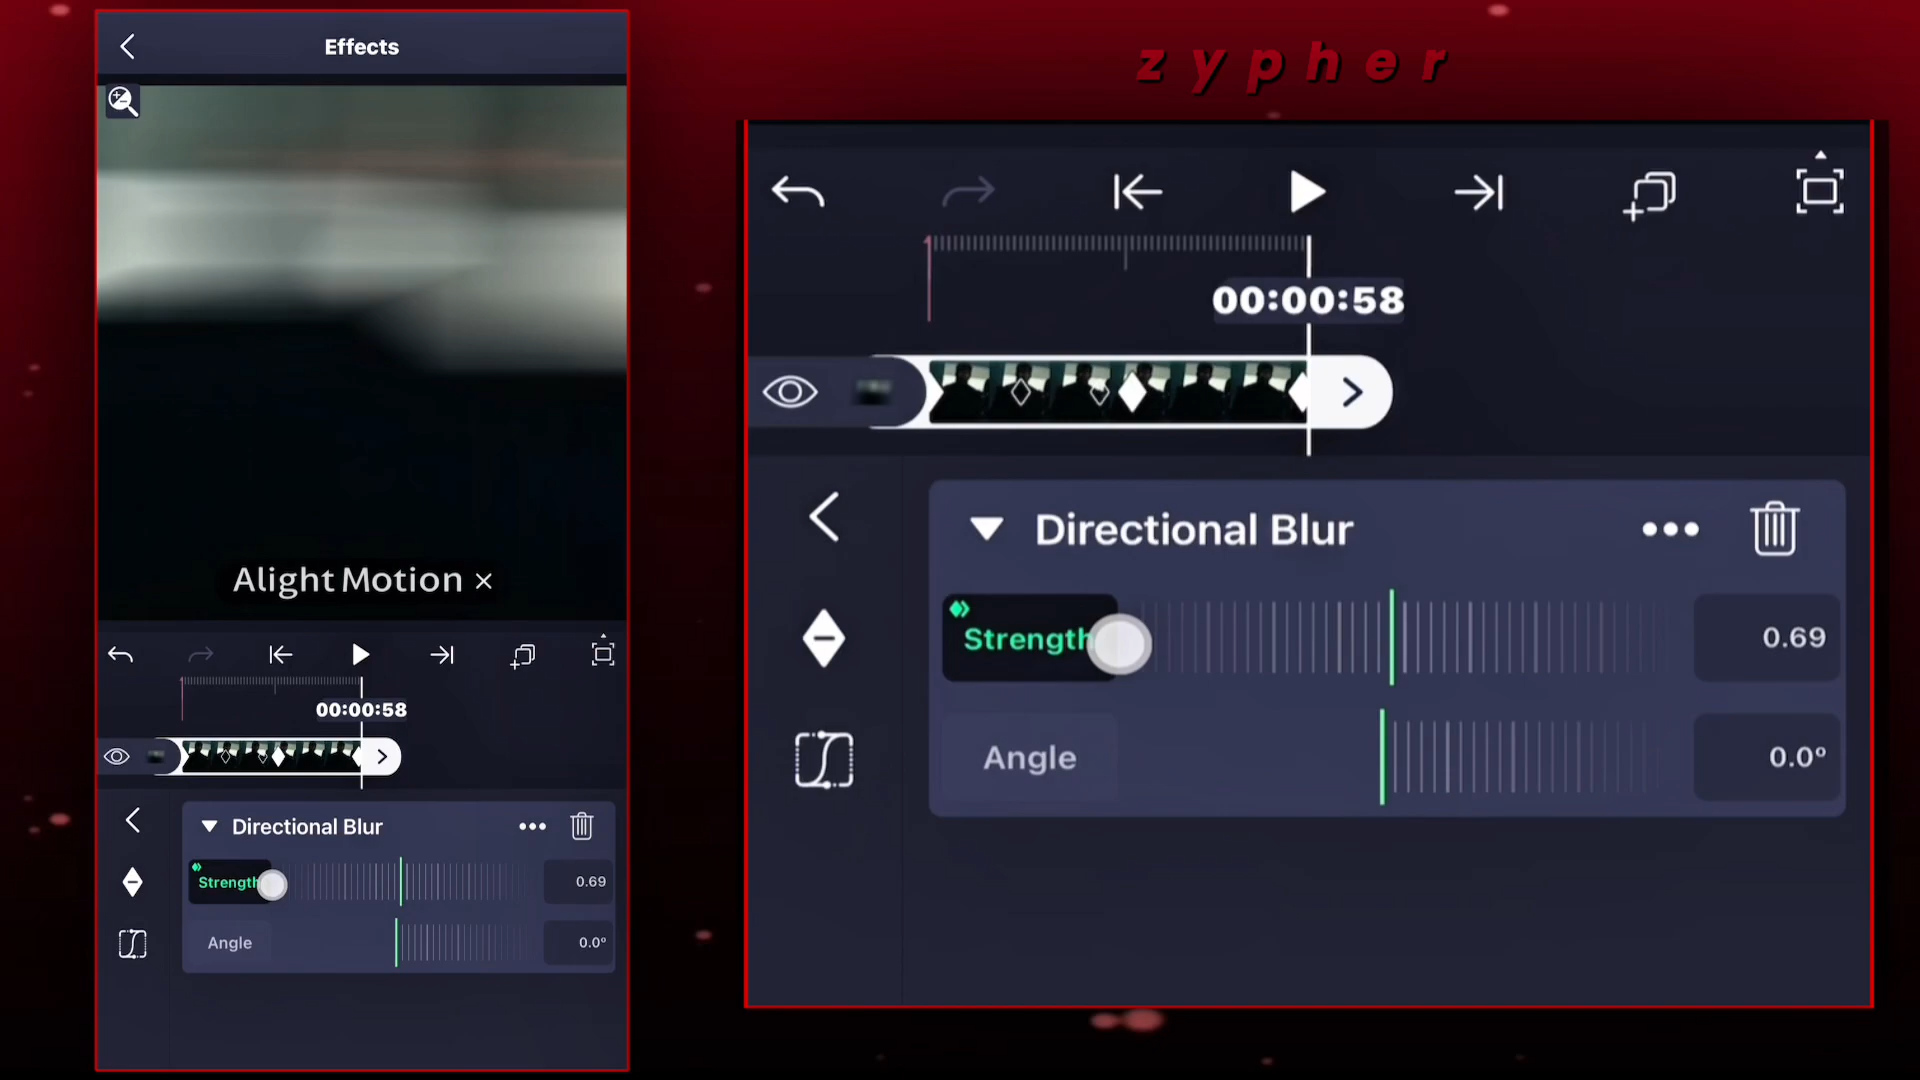 Effects
Alight Motion ×
00:00:58
Directional Blur
Strength
0.69
Angle
0.0°
zypher
00:00:58
Directional Blur
Strength
0.69
Angle
0.0°